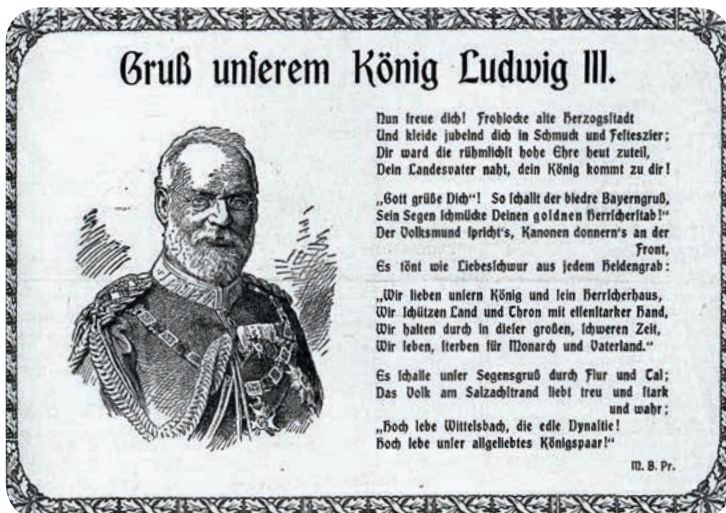 Gruß unſerem König Ludwig III.
Nun freue dich! Frohlocke alte Herzogsſtadt
Und kleide jubelnd dich in Schmuck und Feſteszier;
Dir ward die rühmlichſt hohe Ehre heut zuteil,
Dein Landesvater naht, dein König kommt zu dir!
„Gott grüße Dich“! So ſchallt der biedre Bayerngruß,
Sein Segen ſchmücke Deinen goldnen Herrſcherſtab!“
Der Volksmund ſpricht's, Kanonen donnern's an der
Front,
Es tönt wie Liebesſchwur aus jedem Heldengrab:
„Wir lieben unſern König und ſein Herrſcherhaus,
Wir ſchützen Land und Thron mit eiſenſtarker Hand,
Wir halten durch in dieſer großen, ſchweren Zeit,
Wir leben, ſterben für Monarch und Vaterland.“
Es ſchalle unſer Segensgruß durch Flur und Tal;
Das Volk am Salzachſtrand liebt treu und ſtark
und wahr:
„Hoch lebe Wittelsbach, die edle Dynaſtie!
Hoch lebe unſer allgeliebtes Königspaar!“
M. B. Pr.